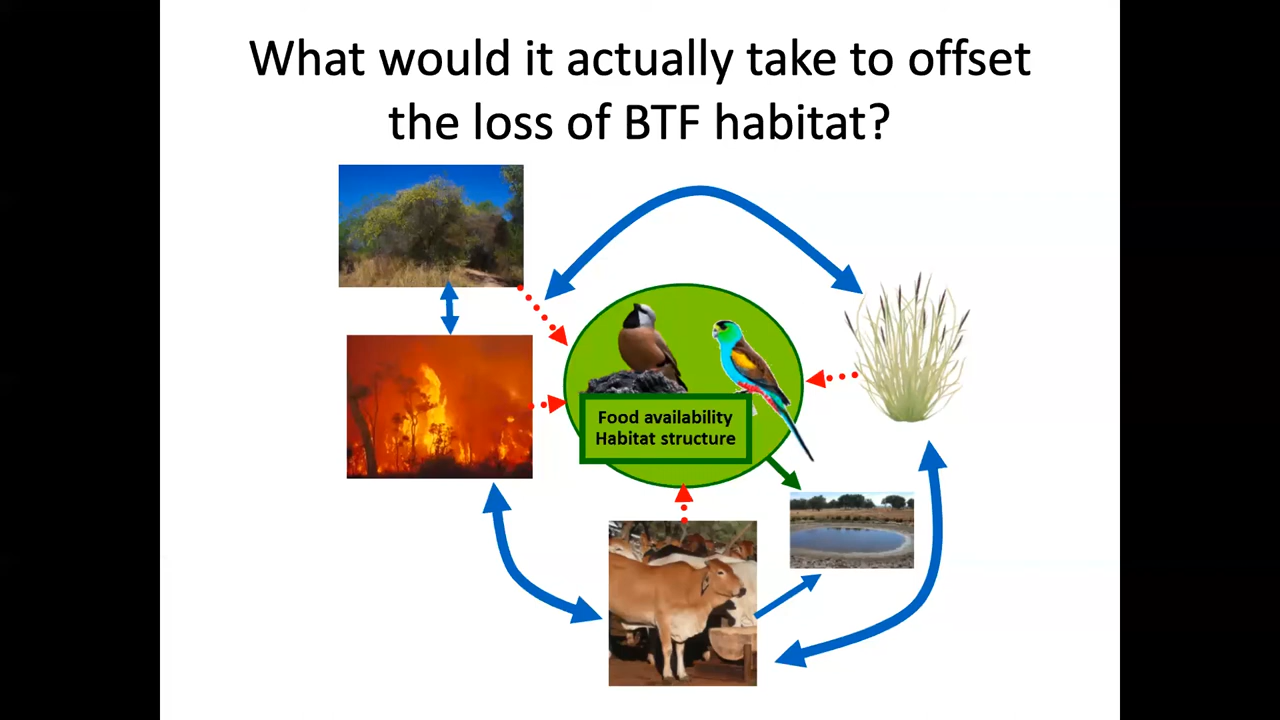 What would it actually take to offset
the loss of BTF habitat?
Food availability
Habitat structure